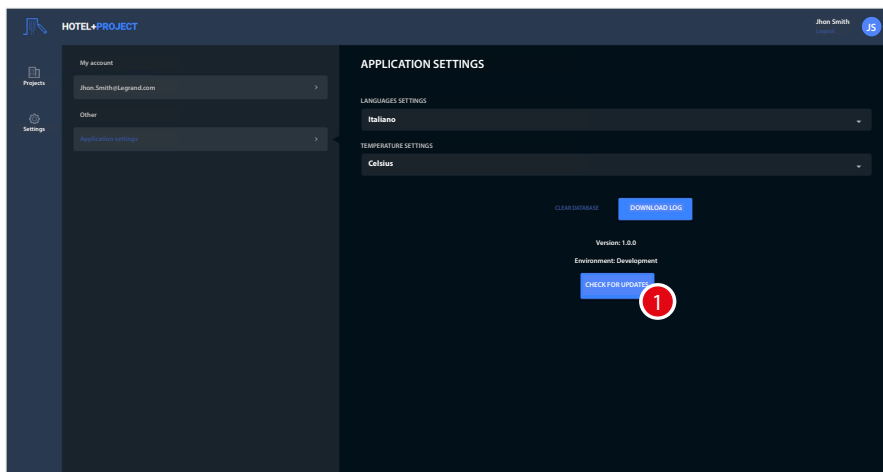 HOTEL+PROJECT
Jhon Smith
Logout
JS
Projects
Settings
My account
Jhon.Smith@Legrand.com
Other
Application settings
APPLICATION SETTINGS
LANGUAGES SETTINGS
Italiano
TEMPERATURE SETTINGS
Celsius
CLEAR DATABASE
DOWNLOAD LOG
Version: 1.0.0
Environment: Development
CHECK FOR UPDATES
1